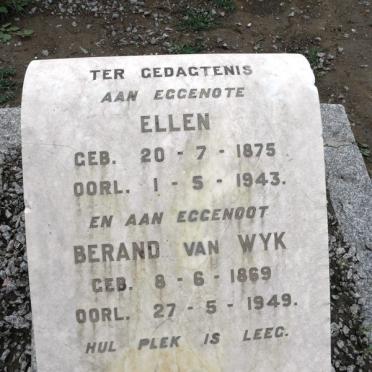 TER GEDAGTENIS
AAN EGGENOTE
ELLEN
GEB. 20 - 7 - 1875
OORL. 1 - 5 - 1943.
EN AAN EGGENOOT
BERAND VAN WYK
GEB. 8 - 6 - 1869
OORL. 27 - 5 - 1949.
HUL PLEK IS LEEG.